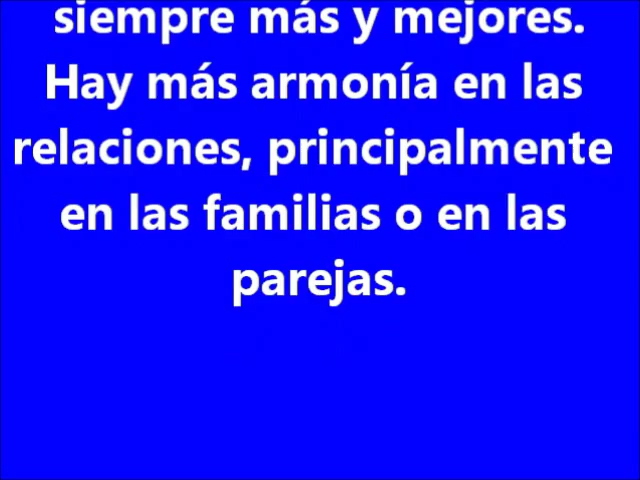 siempre más y mejores.
Hay más armonía en las
relaciones, principalmente
en las familias o en las
parejas.